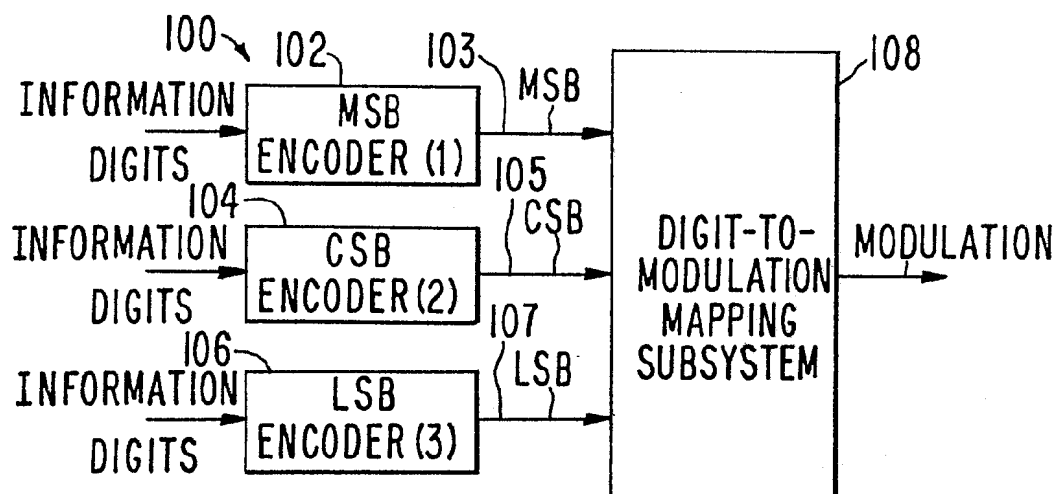 100
102
103
MSB
108
INFORMATION
DIGITS
MSB
ENCODER (1)
104
105
CSB
INFORMATION
DIGITS
CSB
ENCODER (2)
DIGIT-TO-
MODULATION
MAPPING
SUBSYSTEM
MODULATION
106
107
LSB
INFORMATION
DIGITS
LSB
ENCODER (3)